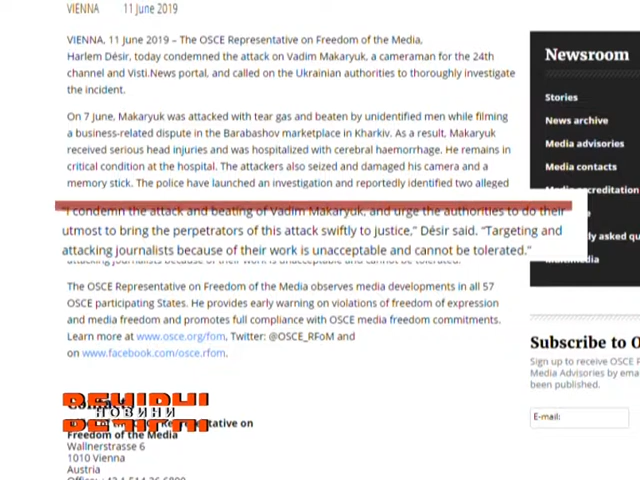 VIENNA 11 June 2019
VIENNA, 11 June 2019 – The OSCE Representative on Freedom of the Media,
Harlem Désir, today condemned the attack on Vadim Makaryuk, a cameraman for the 24th
channel and Visti.News portal, and called on the Ukrainian authorities to thoroughly investigate
the incident.
On 7 June, Makaryuk was attacked with tear gas and beaten by unidentified men while filming
a business-related dispute in the Barabashov marketplace in Kharkiv. As a result, Makaryuk
received serious head injuries and was hospitalized with cerebral haemorrhage. He remains in
critical condition at the hospital. The attackers also seized and damaged his camera and a
memory stick. The police have launched an investigation and reportedly identified two alleged
“I condemn the attack and beating of Vadim Makaryuk, and urge the authorities to do their
utmost to bring the perpetrators of this attack swiftly to justice,” Désir said. “Targeting and
attacking journalists because of their work is unacceptable and cannot be tolerated.”
The OSCE Representative on Freedom of the Media observes media developments in all 57
OSCE participating States. He provides early warning on violations of freedom of expression
and media freedom and promotes full compliance with OSCE media freedom commitments.
Learn more at www.osce.org/fom, Twitter: @OSCE_RFoM and
on www.facebook.com/osce.rfom.
НОВИНИ
Freedom of the Media
Wallnerstrasse 6
1010 Vienna
Austria
Newsroom
Stories
News archive
Media advisories
Media contacts
Subscribe to O
Sign up to receive OSCE
Media Advisories by ema
been published.
E-mail: